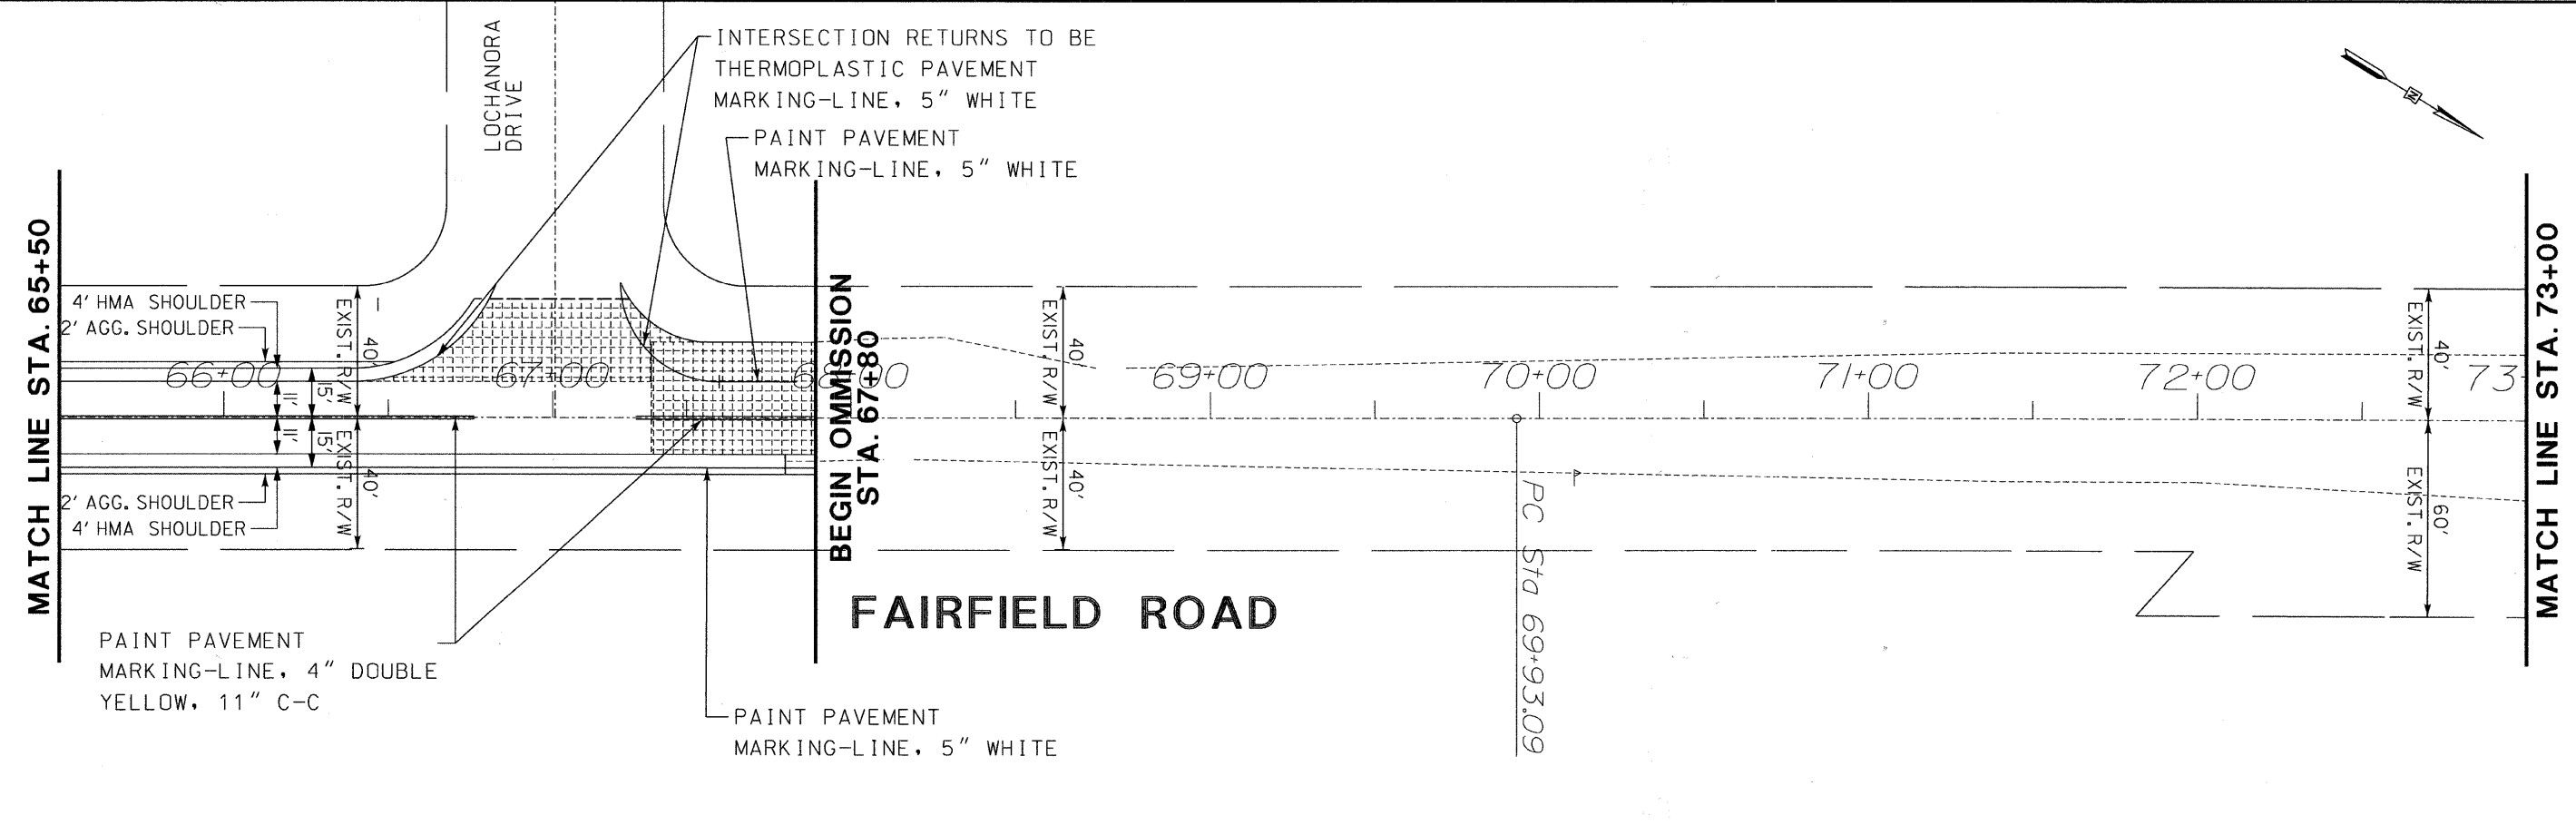 LOCHANORA
DRIVE
INTERSECTION RETURNS TO BE
THERMOPLASTIC PAVEMENT
MARKING-LINE, 5" WHITE
PAINT PAVEMENT
MARKING-LINE, 5" WHITE
N
MATCH LINE STA. 65+50
4' HMA SHOULDER
2' AGG. SHOULDER
EXIST. R/W
40'
11'
15'
11'
15'
EXIST. R/W
40'
2' AGG. SHOULDER
4' HMA SHOULDER
66+00
67+00
68+00
69+00
70+00
71+00
72+00
73
BEGIN OMMISSION
STA. 67+80
EXIST. R/W
40'
EXIST. R/W
40'
PC Sta 69+93.09
EXIST. R/W
40'
EXIST. R/W
60'
MATCH LINE STA. 73+00
FAIRFIELD ROAD
PAINT PAVEMENT
MARKING-LINE, 4" DOUBLE
YELLOW, 11" C-C
PAINT PAVEMENT
MARKING-LINE, 5" WHITE